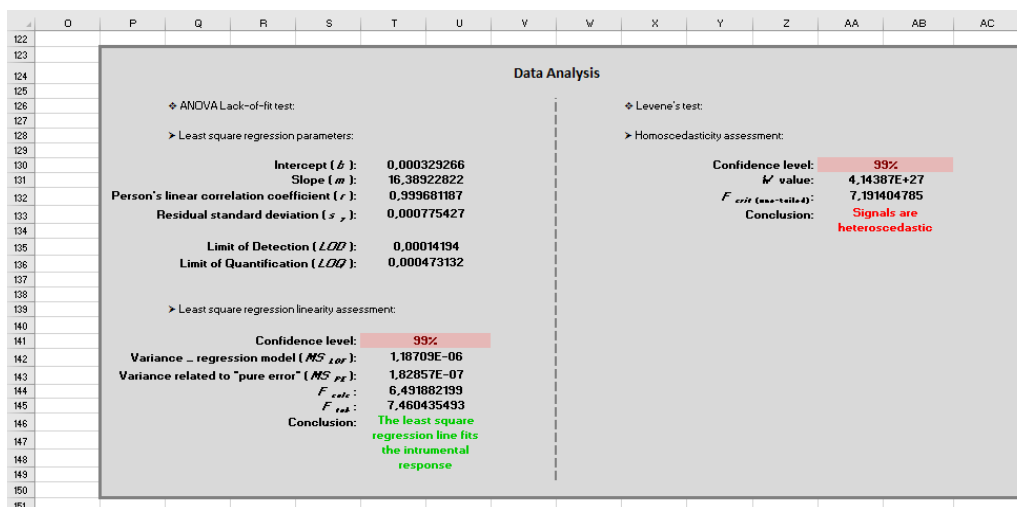 O P Q R S T U V W X Y Z AA AB AC
122
123
124 Data Analysis
125
126 ❖ ANOVA Lack-of-fit test: ❖ Levene's test:
127
128 ➤ Least square regression parameters: ➤ Homoscedasticity assessment:
129
130 Intercept (b): 0,000329266 Confidence level: 99%
131 Slope (m): 16,38922822 W value: 4,14387E+27
132 Person's linear correlation coefficient (r): 0,999681187 F crit (one-tailed): 7,191404785
133 Residual standard deviation (s r): 0,000775427 Conclusion: Signals are
134 heteroscedastic
135 Limit of Detection (LOD): 0,00014194
136 Limit of Quantification (LOQ): 0,000473132
137
138
139 ➤ Least square regression linearity assessment:
140
141 Confidence level: 99%
142 Variance _ regression model (MS LOF): 1,18709E-06
143 Variance related to "pure error" (MS PE): 1,82857E-07
144 F calc: 6,491882199
145 F tab: 7,460435493
146 Conclusion: The least square
147 regression line fits
148 the intrumental
149 response
150
151